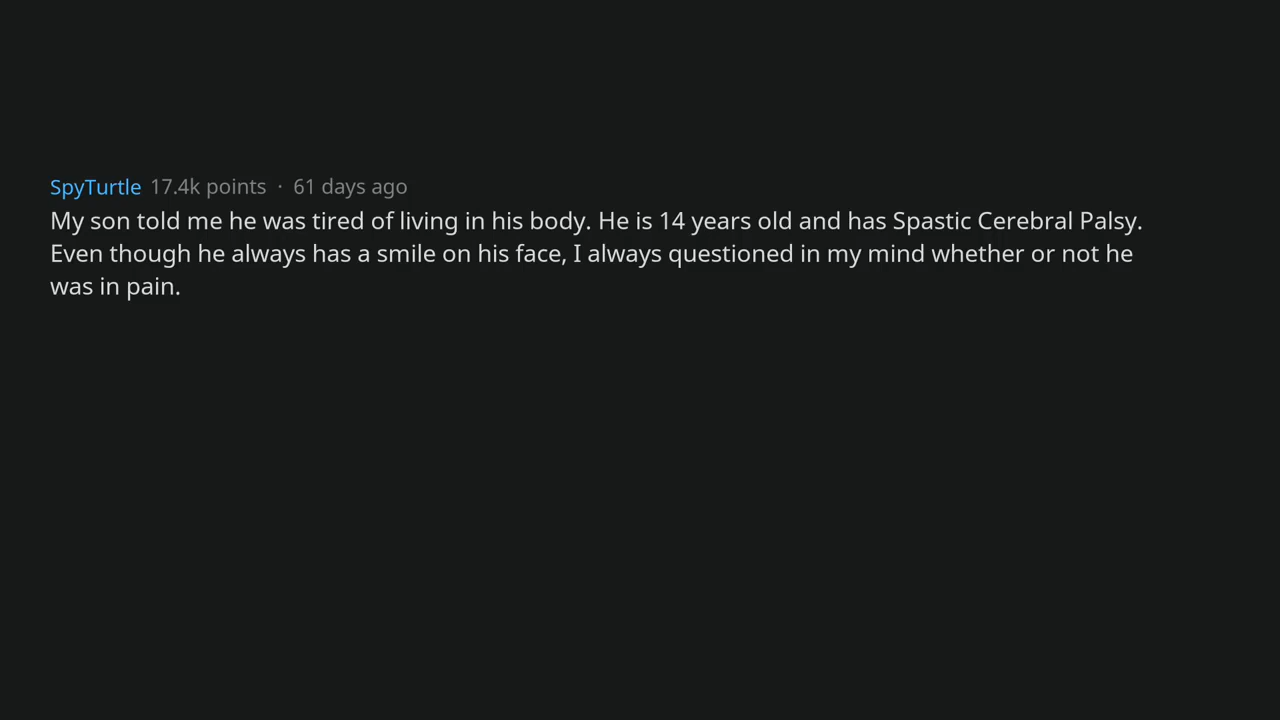 SpyTurtle 17.4k points · 61 days ago
My son told me he was tired of living in his body. He is 14 years old and has Spastic Cerebral Palsy.
Even though he always has a smile on his face, I always questioned in my mind whether or not he
was in pain.